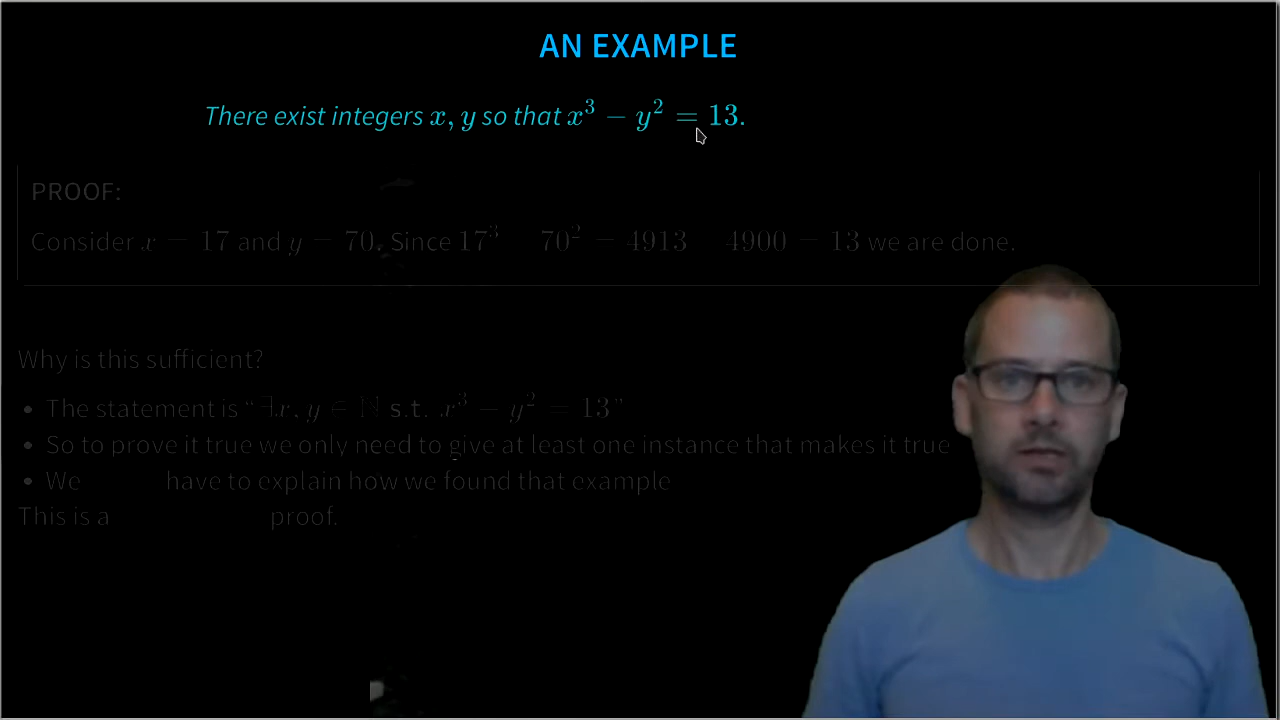 AN EXAMPLE
There exist integers x, y so that x³ − y² = 13.
PROOF:
Consider x = 17 and y = 70. Since 17³ 70² = 4913 4900 = 13 we are done.
Why is this sufficient?
• The statement is “∃x, y ∈ ℕ s.t. x³ − y² = 13”
• So to prove it true we only need to give at least one instance that makes it true
• We have to explain how we found that example
This is a proof.